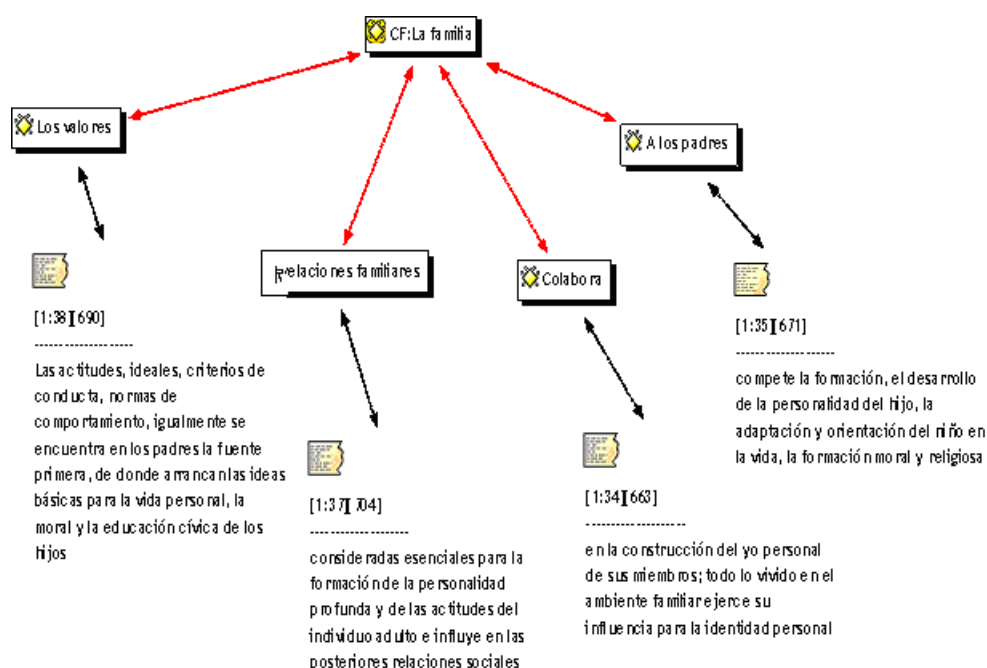 CF:La familia
Los valores
A los padres
relaciones familiares
Colabora
[1:38][690]
--------------------
Las actitudes, ideales, criterios de
conducta, normas de
comportamiento, igualmente se
encuentra en los padres la fuente
primera, de donde arrancan las ideas
básicas para la vida personal, la
moral y la educación cívica de los
hijos
[1:37][704]
--------------------
consideradas esenciales para la
formación de la personalidad
profunda y de las actitudes del
individuo adulto e influye en las
posteriores relaciones sociales
[1:34][663]
--------------------
en la construcción del yo personal
de sus miembros; todo lo vivido en el
ambiente familiar ejerce su
influencia para la identidad personal
[1:35][671]
--------------------
compete la formación, el desarrollo
de la personalidad del hijo, la
adaptación y orientación del niño en
la vida, la formación moral y religiosa